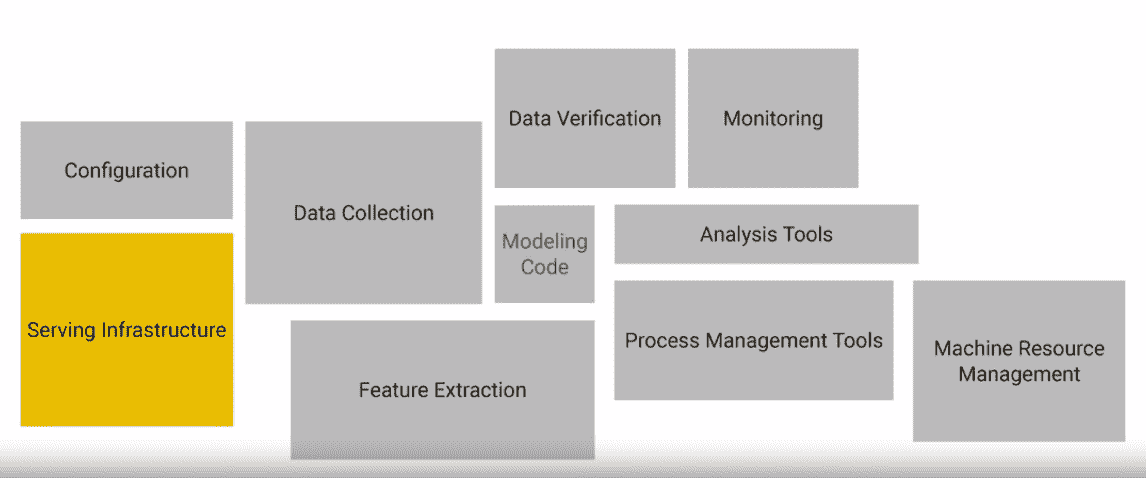 Data Verification
Monitoring
Configuration
Data Collection
Modeling
Code
Analysis Tools
Serving Infrastructure
Process Management Tools
Machine Resource
Management
Feature Extraction